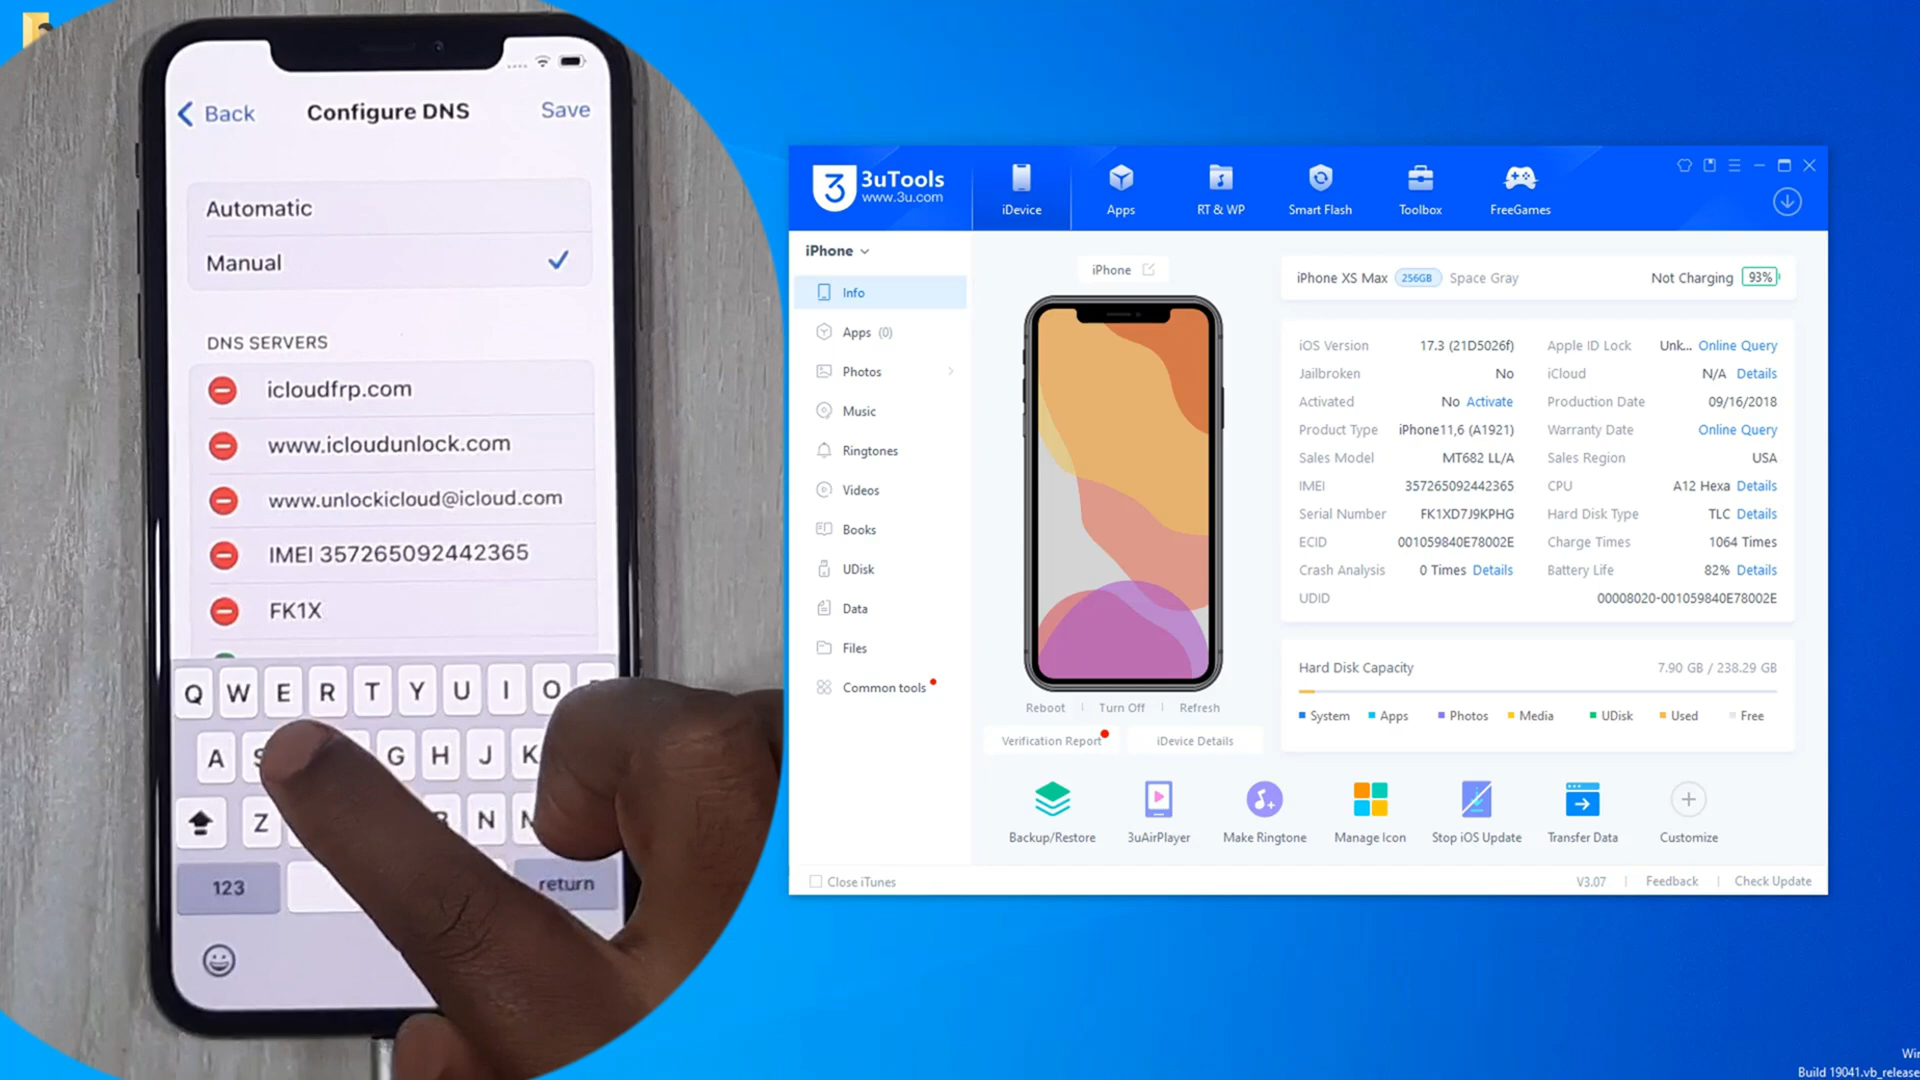 Back
Configure DNS
Save
Automatic
Manual
DNS SERVERS
icloudfrp.com
www.icloudunlock.com
www.unlockicloud@icloud.com
IMEI 357265092442365
FK1X
Q W E R T Y U I O
A S G H J K
Z B N M
123
return
3uTools
www.3u.com
iDevice
Apps
RT & WP
Smart Flash
Toolbox
FreeGames
iPhone
Info
Apps (0)
Photos
Music
Ringtones
Videos
Books
UDisk
Data
Files
Common tools
iPhone
Reboot
Turn Off
Refresh
Verification Report
iDevice Details
iPhone XS Max 256GB Space Gray
Not Charging 93%
iOS Version 17.3 (21D5026f)
Apple ID Lock Unk... Online Query
Jailbroken No
iCloud N/A Details
Activated No Activate
Production Date 09/16/2018
Product Type iPhone11,6 (A1921)
Warranty Date Online Query
Sales Model MT682 LL/A
Sales Region USA
IMEI 357265092442365
CPU A12 Hexa Details
Serial Number FK1XD7J9KPHG
Hard Disk Type TLC Details
ECID 001059840E78002E
Charge Times 1064 Times
Crash Analysis 0 Times Details
Battery Life 82% Details
UDID 00008020-001059840E78002E
Hard Disk Capacity 7.90 GB / 238.29 GB
System Apps Photos Media UDisk Used Free
Backup/Restore
3uAirPlayer
Make Ringtone
Manage Icon
Stop iOS Update
Transfer Data
Customize
Close iTunes
V3.07
Feedback
Check Update
Build 19041.vb_release